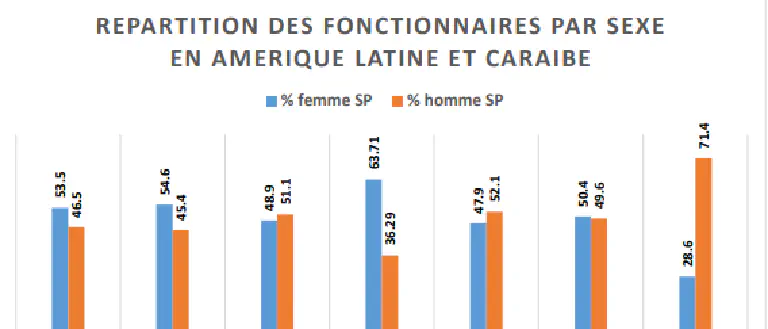 REPARTITION DES FONCTIONNAIRES PAR SEXE
EN AMERIQUE LATINE ET CARAIBE
% femme SP % homme SP
53.5 46.5 54.6 45.4 48.9 51.1 63.71 36.29 47.9 52.1 50.4 49.6 28.6 71.4